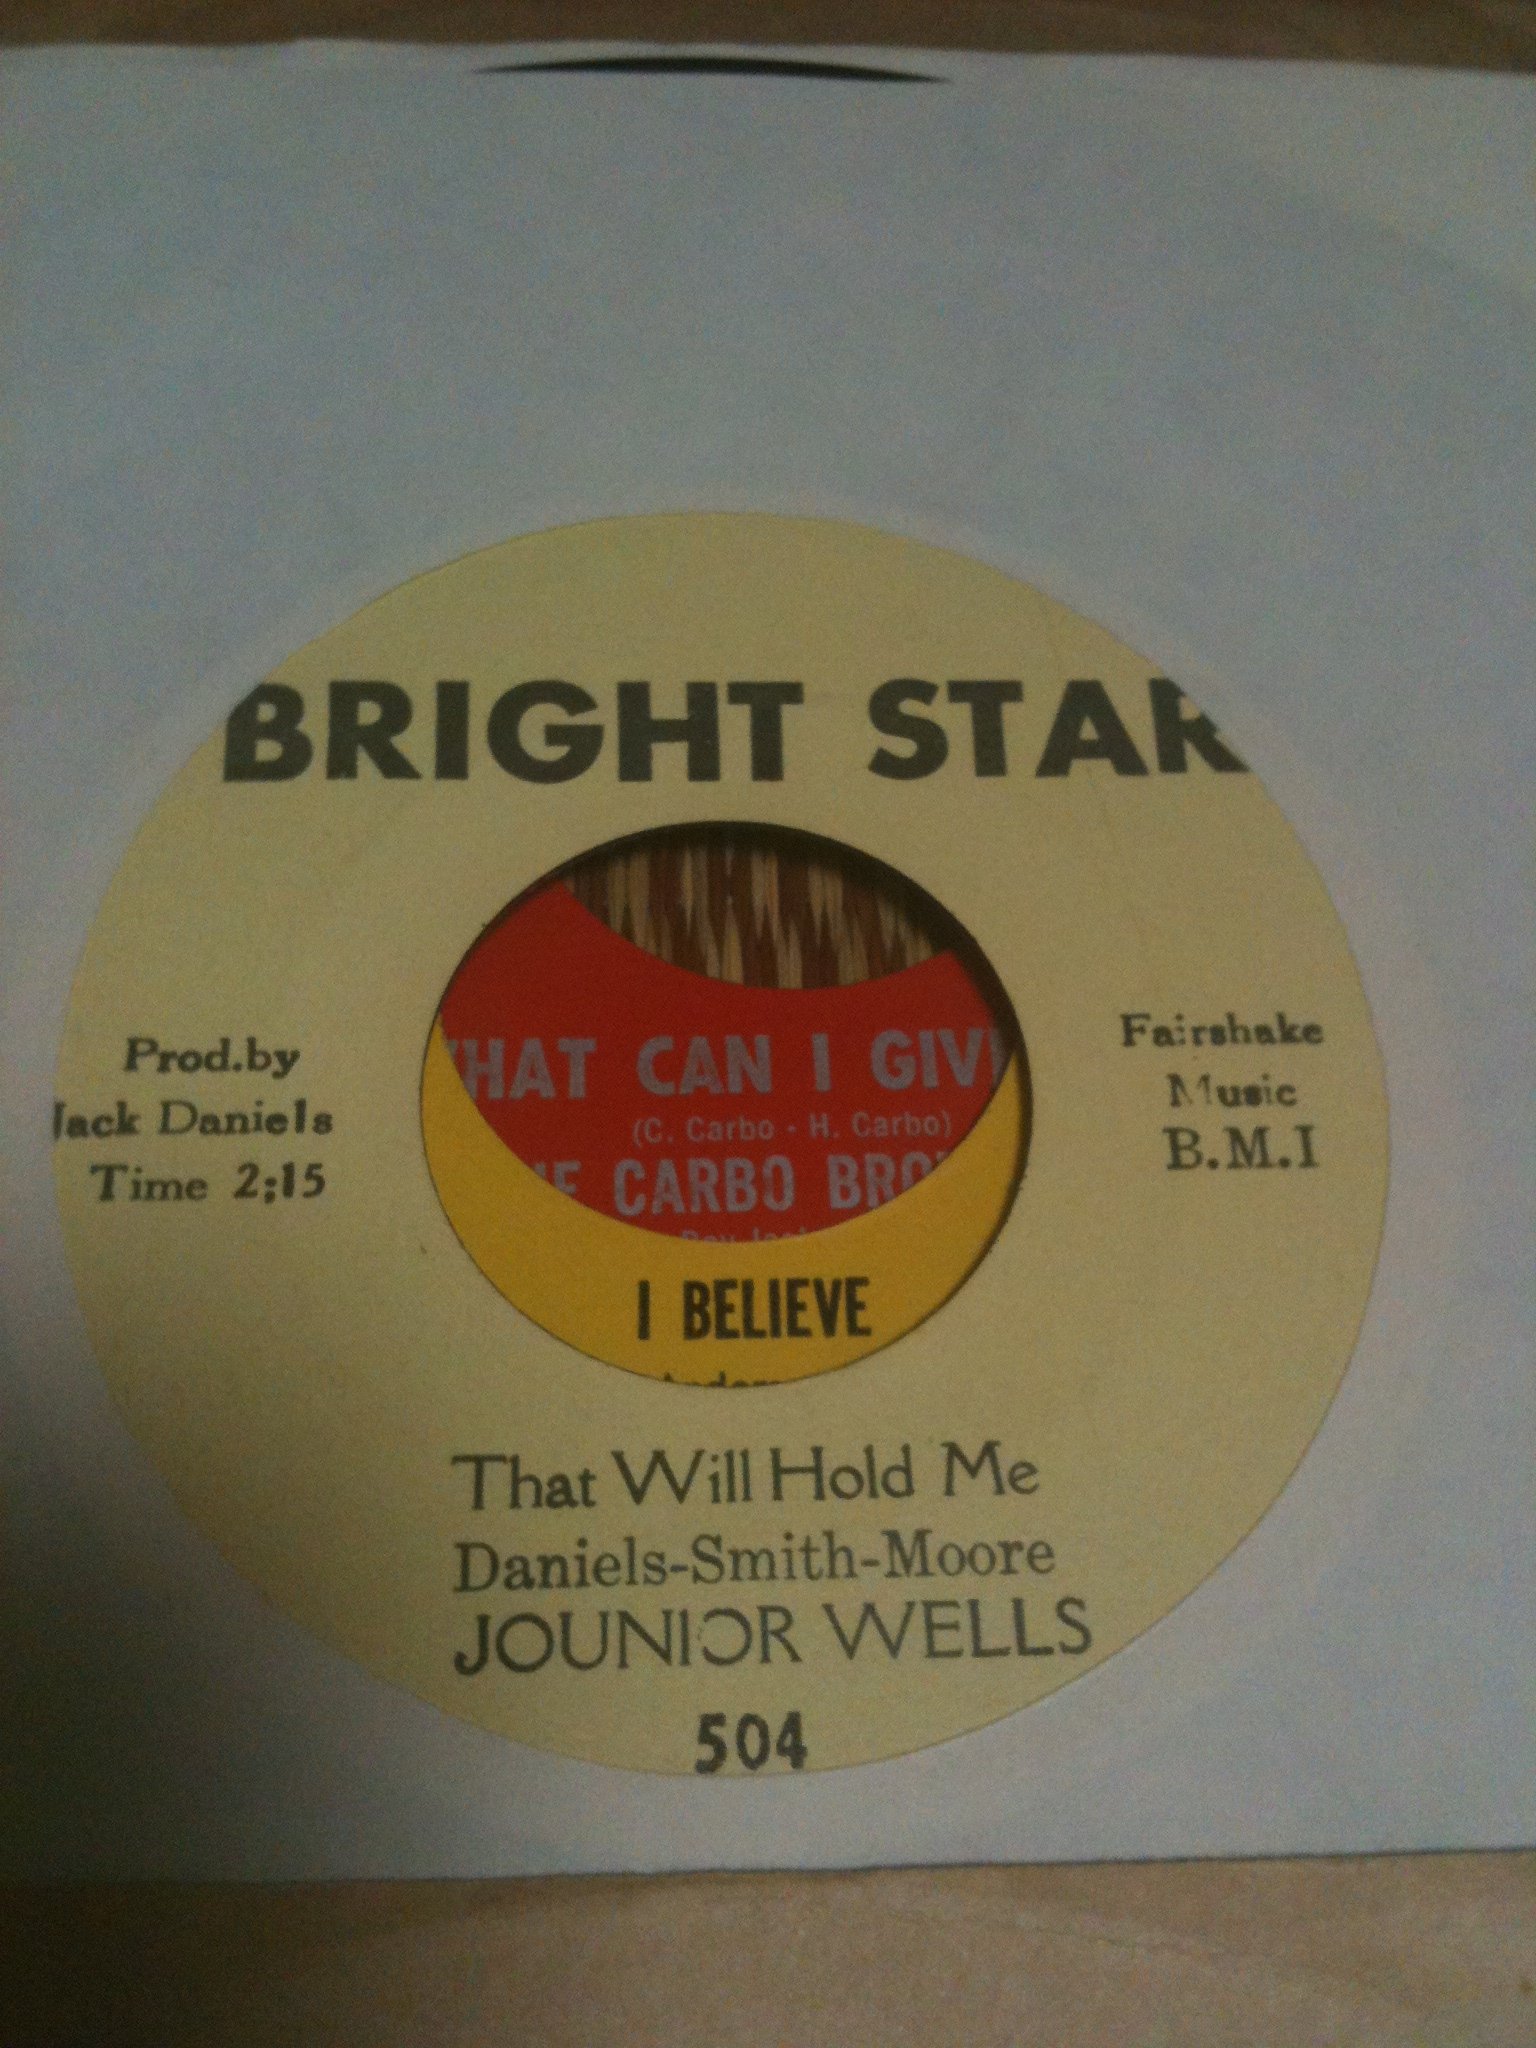 BRIGHT STAR
Prod.by
Jack Daniels
Time 2;15
Fairshake
Music
B.M.I
HAT CAN I GIV
(C. Carbo - H. Carbo)
CARBO BRO
I BELIEVE
That Will Hold Me
Daniels-Smith-Moore
JOUNIOR WELLS
504